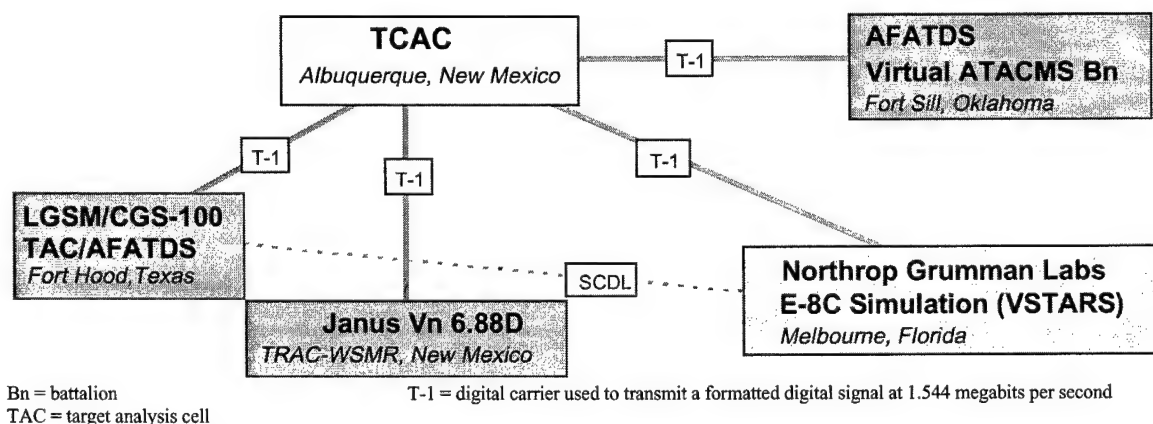 TCAC
Albuquerque, New Mexico
T-1
AFATDS
Virtual ATACMS Bn
Fort Sill, Oklahoma
T-1
T-1
T-1
LGSM/CGS-100
TAC/AFATDS
Fort Hood, Texas
SCDL
Northrop Grumman Labs
E-8C Simulation (VSTARS)
Melbourne, Florida
Janus Vn 6.88D
TRAC-WSMR, New Mexico
Bn = battalion
T-1 = digital carrier used to transmit a formatted digital signal at 1.544 megabits per second
TAC = target analysis cell